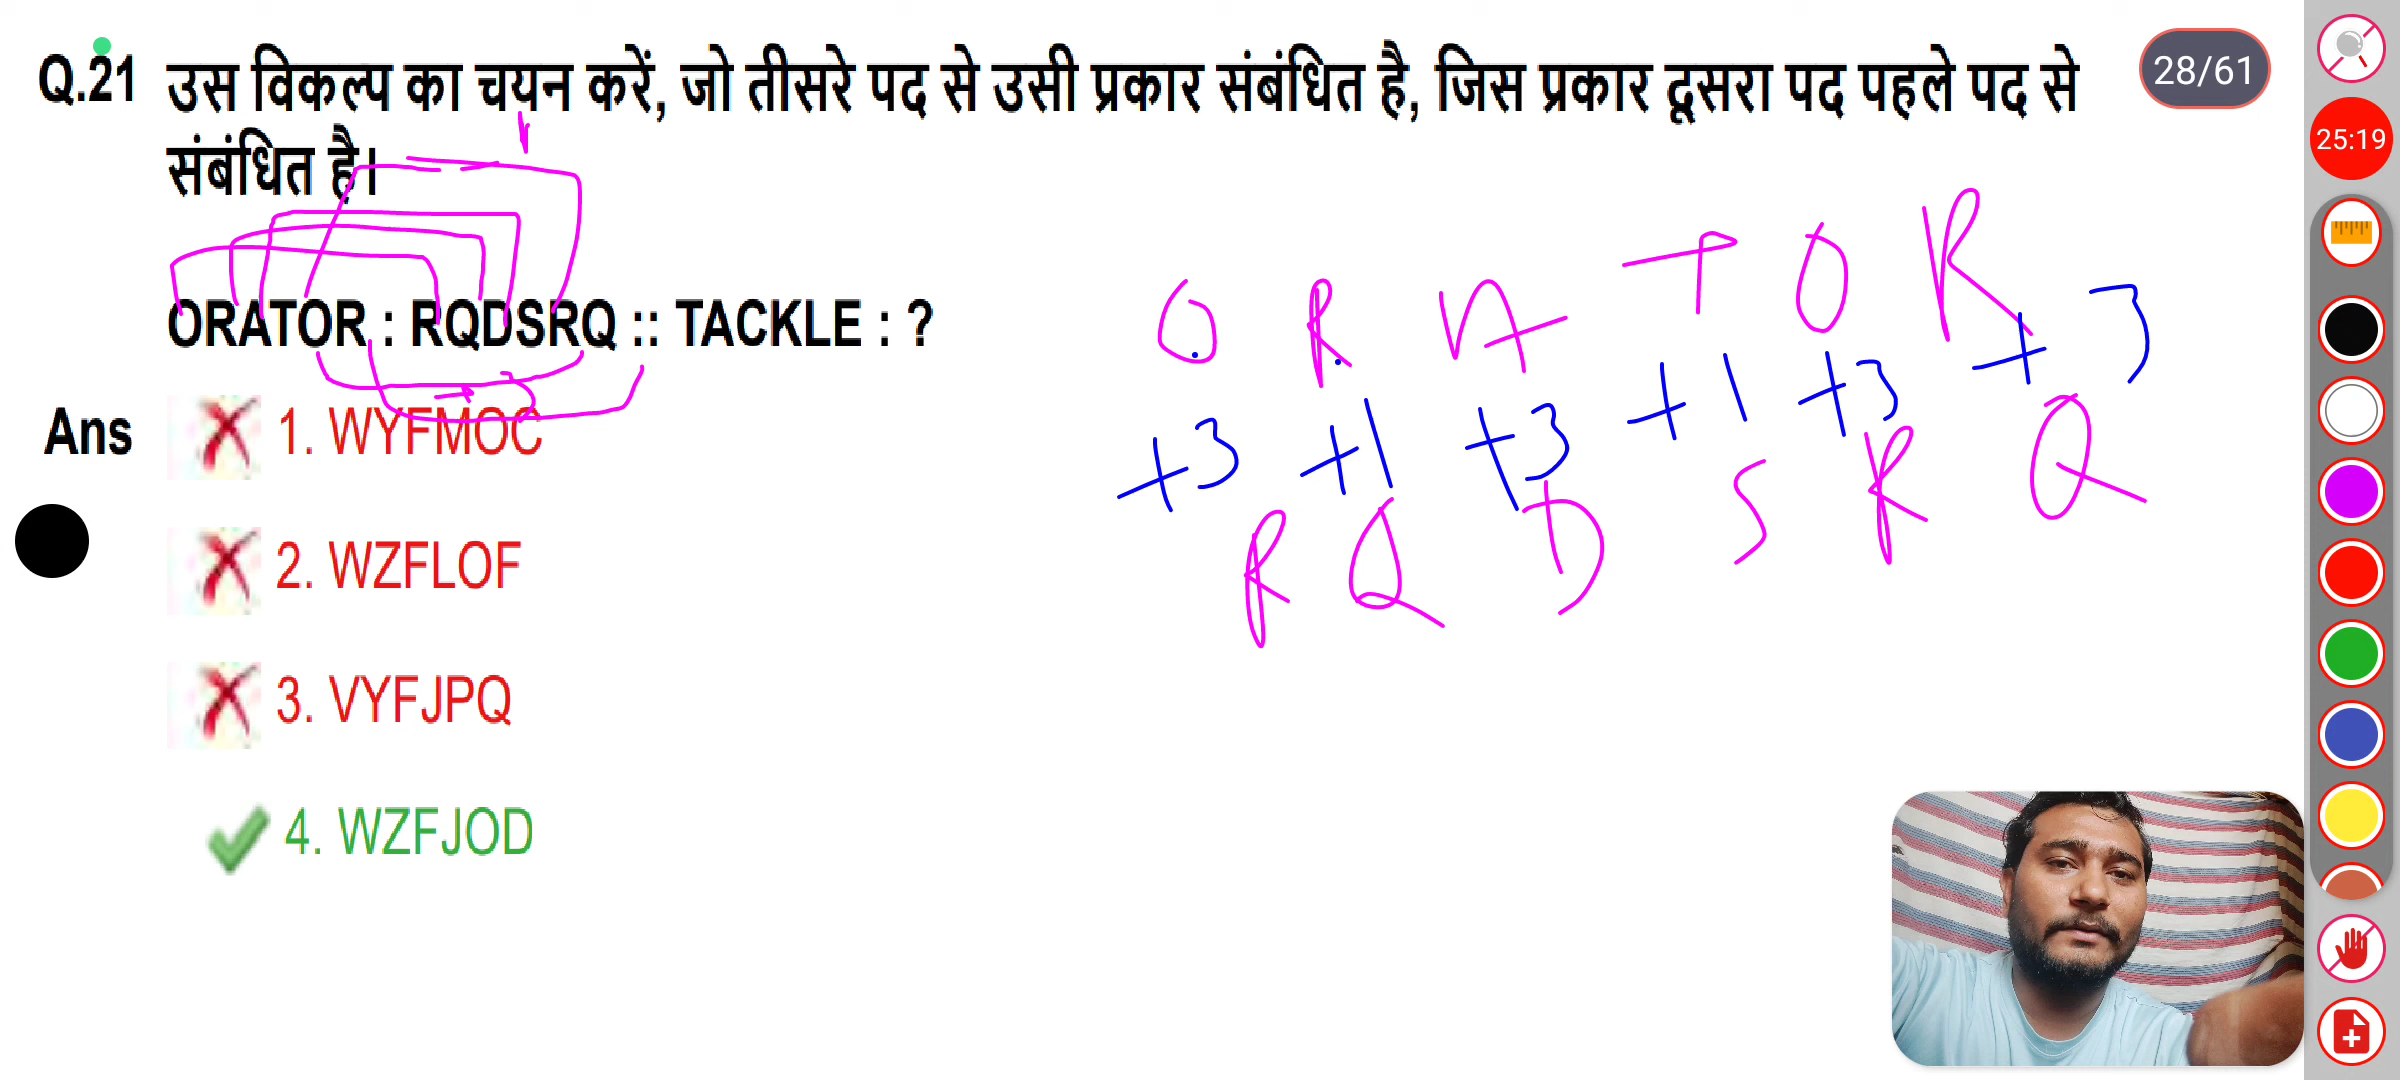 Q.21 उस विकल्प का चयन करें, जो तीसरे पद से उसी प्रकार संबंधित है, जिस प्रकार दूसरा पद पहले पद से
संबंधित है।
28/61
25:19
ORATOR : RQDSRQ :: TACKLE : ?
O R A T O R
+3 +1 +3 +1 +3 +3
R Q D S R Q
Ans 1. WYFMOC
2. WZFLOF
3. VYFJPQ
4. WZFJOD